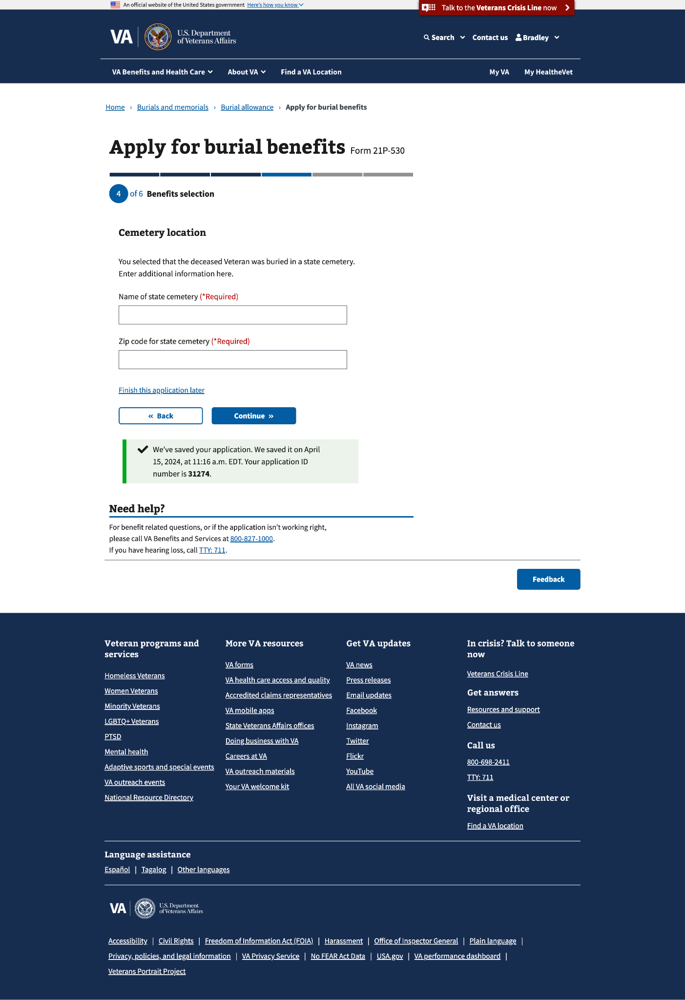 An official website of the United States government Here's how you know
Talk to the Veterans Crisis Line now
VA U.S. Department
of Veterans Affairs
Search Contact us Bradley
VA Benefits and Health Care About VA Find a VA Location My VA My HealtheVet
Home › Burials and memorials › Burial allowance › Apply for burial benefits
Apply for burial benefits Form 21P-530
4 of 6 Benefits selection
Cemetery location
You selected that the deceased Veteran was buried in a state cemetery.
Enter additional information here.
Name of state cemetery (*Required)
Zip code for state cemetery (*Required)
Finish this application later
« Back Continue »
We've saved your application. We saved it on April
15, 2024, at 11:16 a.m. EDT. Your application ID
number is 31274.
Need help?
For benefit related questions, or if the application isn't working right,
please call VA Benefits and Services at 800-827-1000.
If you have hearing loss, call TTY: 711.
Feedback
Veteran programs and
services
Homeless Veterans
Women Veterans
Minority Veterans
LGBTQ+ Veterans
PTSD
Mental health
Adaptive sports and special events
VA outreach events
National Resource Directory
More VA resources
VA forms
VA health care access and quality
Accredited claims representatives
VA mobile apps
State Veterans Affairs offices
Doing business with VA
Careers at VA
VA outreach materials
Your VA welcome kit
Get VA updates
VA news
Press releases
Email updates
Facebook
Instagram
Twitter
Flickr
YouTube
All VA social media
In crisis? Talk to someone
now
Veterans Crisis Line
Get answers
Resources and support
Contact us
Call us
800-698-2411
TTY: 711
Visit a medical center or
regional office
Find a VA location
Language assistance
Español | Tagalog | Other languages
VA U.S. Department
of Veterans Affairs
Accessibility | Civil Rights | Freedom of Information Act (FOIA) | Harassment | Office of Inspector General | Plain language |
Privacy, policies, and legal information | VA Privacy Service | No FEAR Act Data | USA.gov | VA performance dashboard |
Veterans Portrait Project